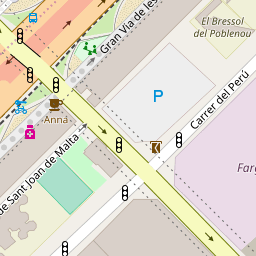 El Bressol
del Poblenou
Gran Via de les
P
Carrer del Perú
Anna
de Sant Joan de Malta
Farg